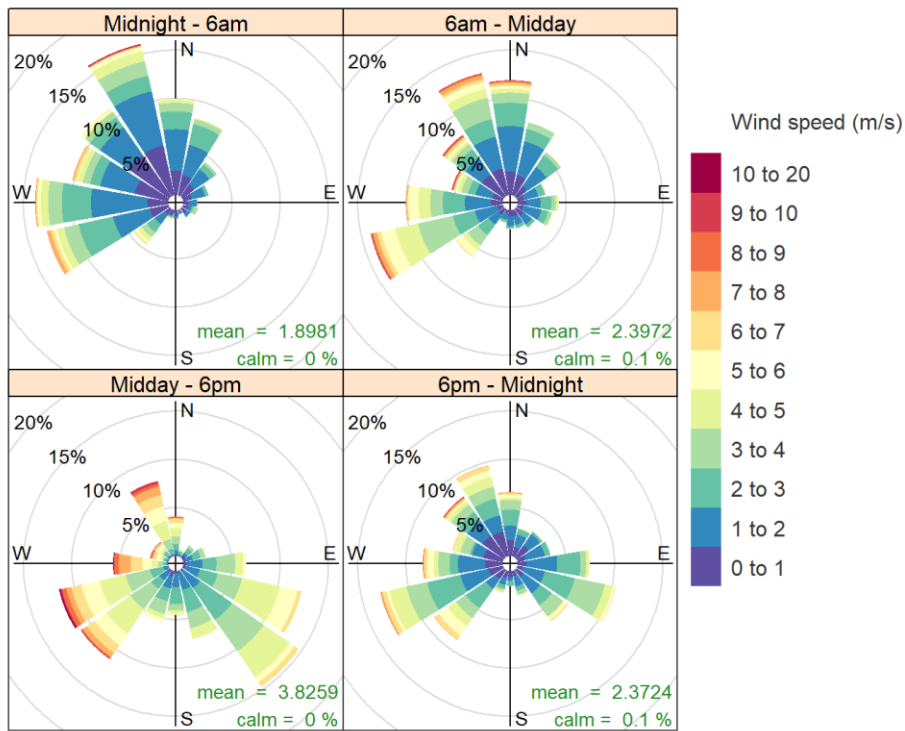 Midnight - 6am
20%
15%
10%
5%
N
W
S
mean = 1.8981
calm = 0 %
6am - Midday
20%
15%
10%
5%
N
E
S
mean = 2.3972
calm = 0.1 %
Midday - 6pm
20%
15%
10%
5%
N
W
E
S
mean = 3.8259
calm = 0 %
6pm - Midnight
20%
15%
10%
5%
N
W
E
S
mean = 2.3724
calm = 0.1 %
Wind speed (m/s)
10 to 20
9 to 10
8 to 9
7 to 8
6 to 7
5 to 6
4 to 5
3 to 4
2 to 3
1 to 2
0 to 1